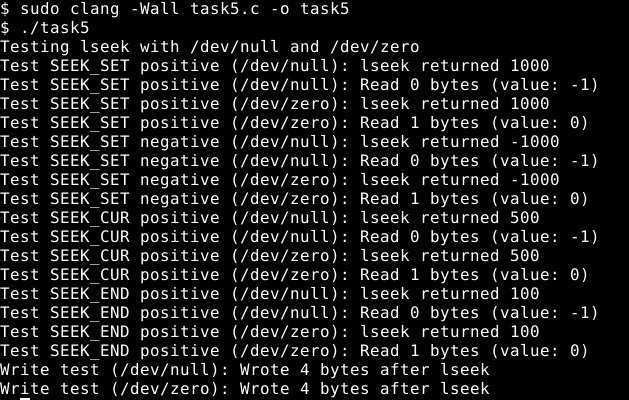 $ sudo clang -Wall task5.c -o task5
$ ./task5
Testing lseek with /dev/null and /dev/zero
Test SEEK_SET positive (/dev/null): lseek returned 1000
Test SEEK_SET positive (/dev/null): Read 0 bytes (value: -1)
Test SEEK_SET positive (/dev/zero): lseek returned 1000
Test SEEK_SET positive (/dev/zero): Read 1 bytes (value: 0)
Test SEEK_SET negative (/dev/null): lseek returned -1000
Test SEEK_SET negative (/dev/null): Read 0 bytes (value: -1)
Test SEEK_SET negative (/dev/zero): lseek returned -1000
Test SEEK_SET negative (/dev/zero): Read 1 bytes (value: 0)
Test SEEK_CUR positive (/dev/null): lseek returned 500
Test SEEK_CUR positive (/dev/null): Read 0 bytes (value: -1)
Test SEEK_CUR positive (/dev/zero): lseek returned 500
Test SEEK_CUR positive (/dev/zero): Read 1 bytes (value: 0)
Test SEEK_END positive (/dev/null): lseek returned 100
Test SEEK_END positive (/dev/null): Read 0 bytes (value: -1)
Test SEEK_END positive (/dev/zero): lseek returned 100
Test SEEK_END positive (/dev/zero): Read 1 bytes (value: 0)
Write test (/dev/null): Wrote 4 bytes after lseek
Write test (/dev/zero): Wrote 4 bytes after lseek